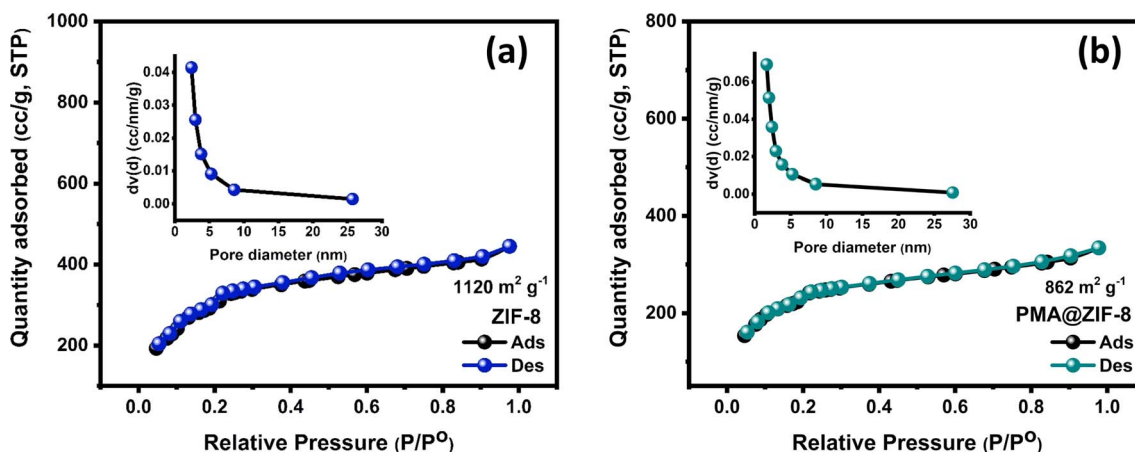 (a)
Quantity adsorbed (cc/g, STP)
1000
800
600
400
200
0.0 0.2 0.4 0.6 0.8 1.0
Relative Pressure (P/P⁰)
dv(d) (cc/nm/g)
0.04
0.03
0.02
0.01
0.00
0 5 10 15 20 25 30
Pore diameter (nm)
1120 m² g⁻¹
ZIF-8
Ads
Des
(b)
Quantity adsorbed (cc/g, STP)
800
600
400
200
0.0 0.2 0.4 0.6 0.8 1.0
Relative Pressure (P/P⁰)
dv(d) (cc/nm/g)
0.06
0.04
0.02
0.00
0 5 10 15 20 25 30
Pore diameter (nm)
862 m² g⁻¹
PMA@ZIF-8
Ads
Des